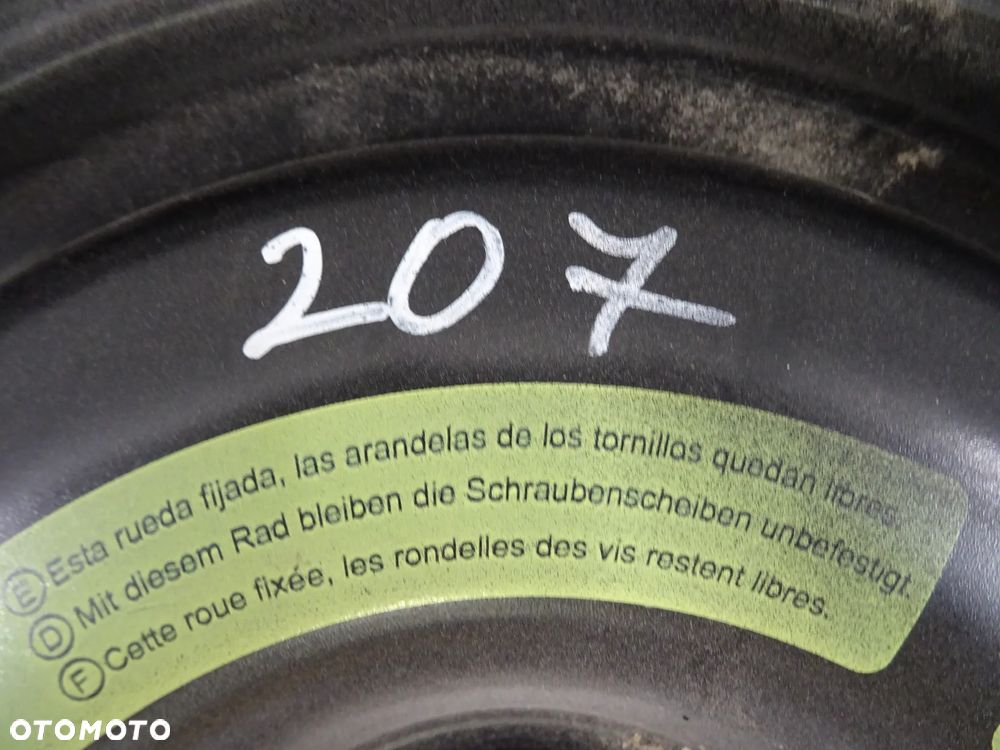 207
E Esta rueda fijada, las arandelas de los tornillos quedan libres.
D Mit diesem Rad bleiben die Schraubenscheiben unbefestigt.
F Cette roue fixée, les rondelles des vis restent libres.
OTOMOTO